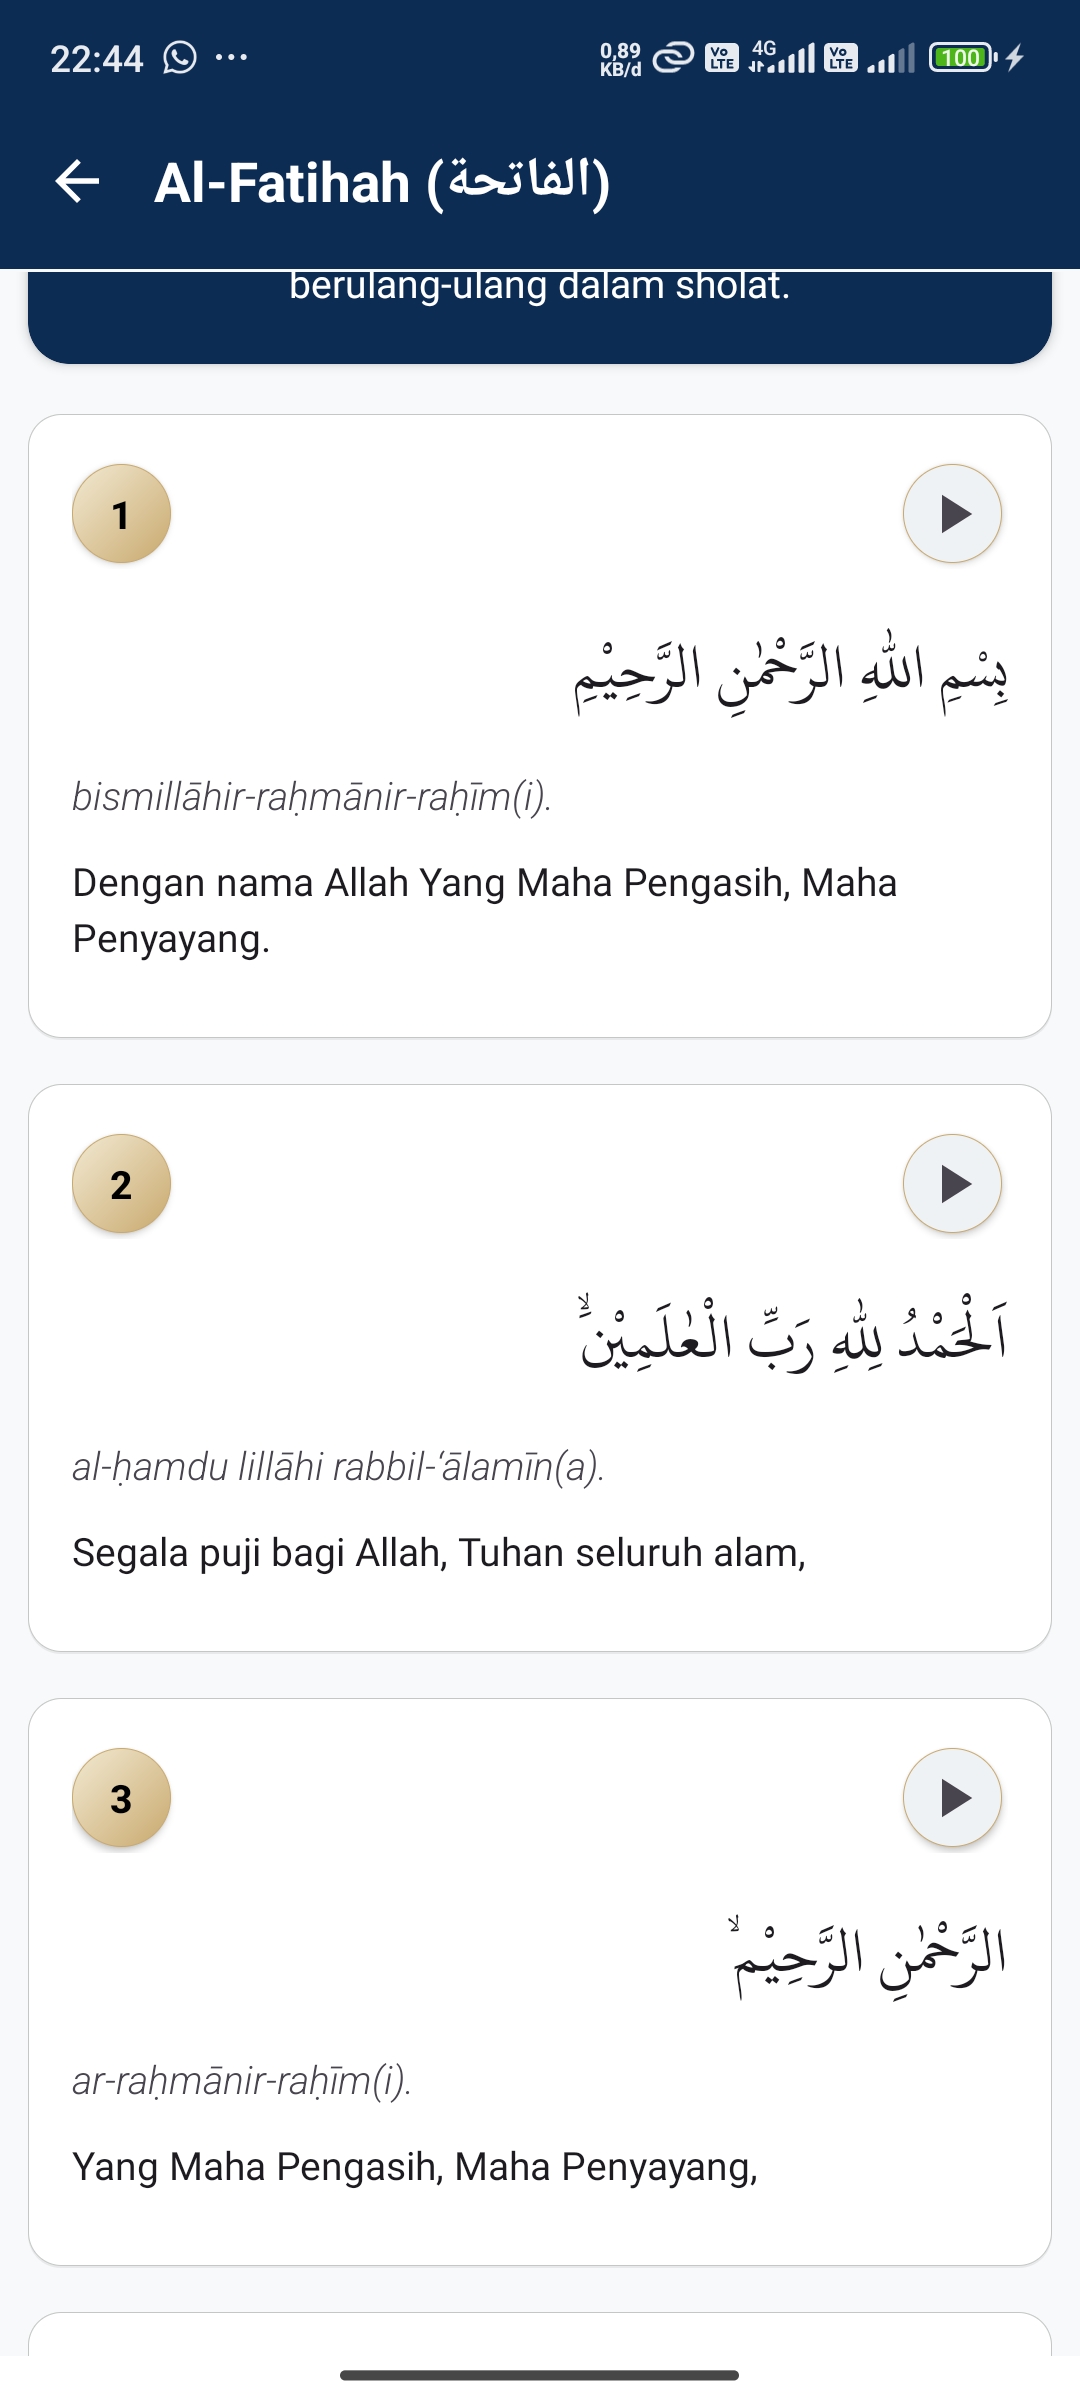 22:44 ...
0,89 KB/d Vo LTE 4G Vo LTE 100
Al-Fatihah (الفاتحة)
berulang-ulang dalam sholat.
1
بِسْمِ اللّٰهِ الرَّحْمٰنِ الرَّحِيْمِ
bismillāhir-raḥmānir-raḥīm(i).
Dengan nama Allah Yang Maha Pengasih, Maha
Penyayang.
2
اَلْحَمْدُ لِلّٰهِ رَبِّ الْعٰلَمِيْنَۙ
al-ḥamdu lillāhi rabbil-‘ālamīn(a).
Segala puji bagi Allah, Tuhan seluruh alam,
3
الرَّحْمٰنِ الرَّحِيْمِۙ
ar-raḥmānir-raḥīm(i).
Yang Maha Pengasih, Maha Penyayang,